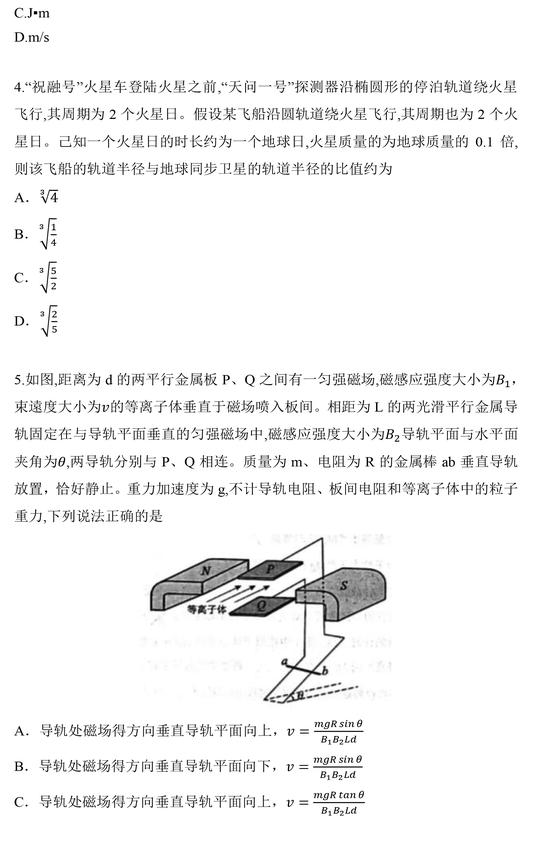 C.J▪m
D.m/s
4.“祝融号”火星车登陆火星之前,“天问一号”探测器沿椭圆形的停泊轨道绕火星
飞行,其周期为 2 个火星日。假设某飞船沿圆轨道绕火星飞行,其周期也为 2 个火
星日。己知一个火星日的时长约为一个地球日,火星质量的为地球质量的 0.1 倍,
则该飞船的轨道半径与地球同步卫星的轨道半径的比值约为
A. ∛4
B. ∛(1/4)
C. ∛(5/2)
D. ∛(2/5)
5.如图,距离为 d 的两平行金属板 P、Q 之间有一匀强磁场,磁感应强度大小为B₁,
束速度大小为v的等离子体垂直于磁场喷入板间。相距为 L 的两光滑平行金属导
轨固定在与导轨平面垂直的匀强磁场中,磁感应强度大小为B₂导轨平面与水平面
夹角为θ,两导轨分别与 P、Q 相连。质量为 m、电阻为 R 的金属棒 ab 垂直导轨
放置，恰好静止。重力加速度为 g,不计导轨电阻、板间电阻和等离子体中的粒子
重力,下列说法正确的是
N
P
S
Q
等离子体
a
b
θ
A. 导轨处磁场得方向垂直导轨平面向上，v = mgR sin θ / B₁B₂Ld
B. 导轨处磁场得方向垂直导轨平面向下，v = mgR sin θ / B₁B₂Ld
C. 导轨处磁场得方向垂直导轨平面向上，v = mgR tan θ / B₁B₂Ld